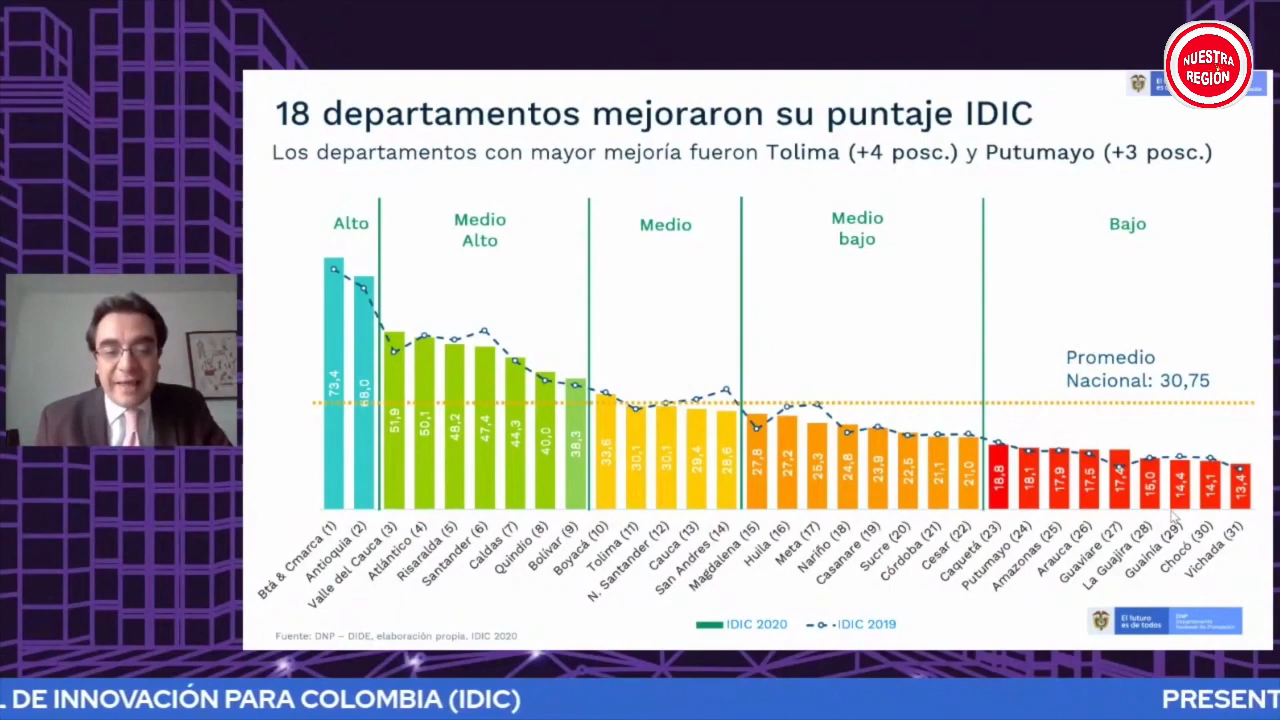 NUESTRA
REGIÓN
18 departamentos mejoraron su puntaje IDIC
Los departamentos con mayor mejoría fueron Tolima (+4 posc.) y Putumayo (+3 posc.)
Alto
Medio
Alto
Medio
Medio
bajo
Bajo
Promedio
Nacional: 30,75
73,4
68,0
51,9
50,1
48,2
47,4
44,3
40,0
38,3
33,6
30,1
30,1
29,4
28,6
27,8
27,2
25,3
24,8
23,9
22,5
21,1
21,0
18,8
18,1
17,9
17,5
17,4
15,0
14,4
14,1
13,4
Btá & Cmarca (1)
Antioquia (2)
Valle del Cauca (3)
Atlántico (4)
Risaralda (5)
Santander (6)
Caldas (7)
Quindío (8)
Bolívar (9)
Boyacá (10)
Tolima (11)
N. Santander (12)
Cauca (13)
San Andres (14)
Magdalena (15)
Huila (16)
Meta (17)
Nariño (18)
Casanare (19)
Sucre (20)
Córdoba (21)
Cesar (22)
Caquetá (23)
Putumayo (24)
Amazonas (25)
Arauca (26)
Guaviare (27)
La Guajira (28)
Guainía (29)
Chocó (30)
Vichada (31)
IDIC 2020
IDIC 2019
Fuente: DNP – DIDE, elaboración propia. IDIC 2020
El futuro
es de todos
DNP
Departamento
Nacional de Planeación
L DE INNOVACIÓN PARA COLOMBIA (IDIC)
PRESENT